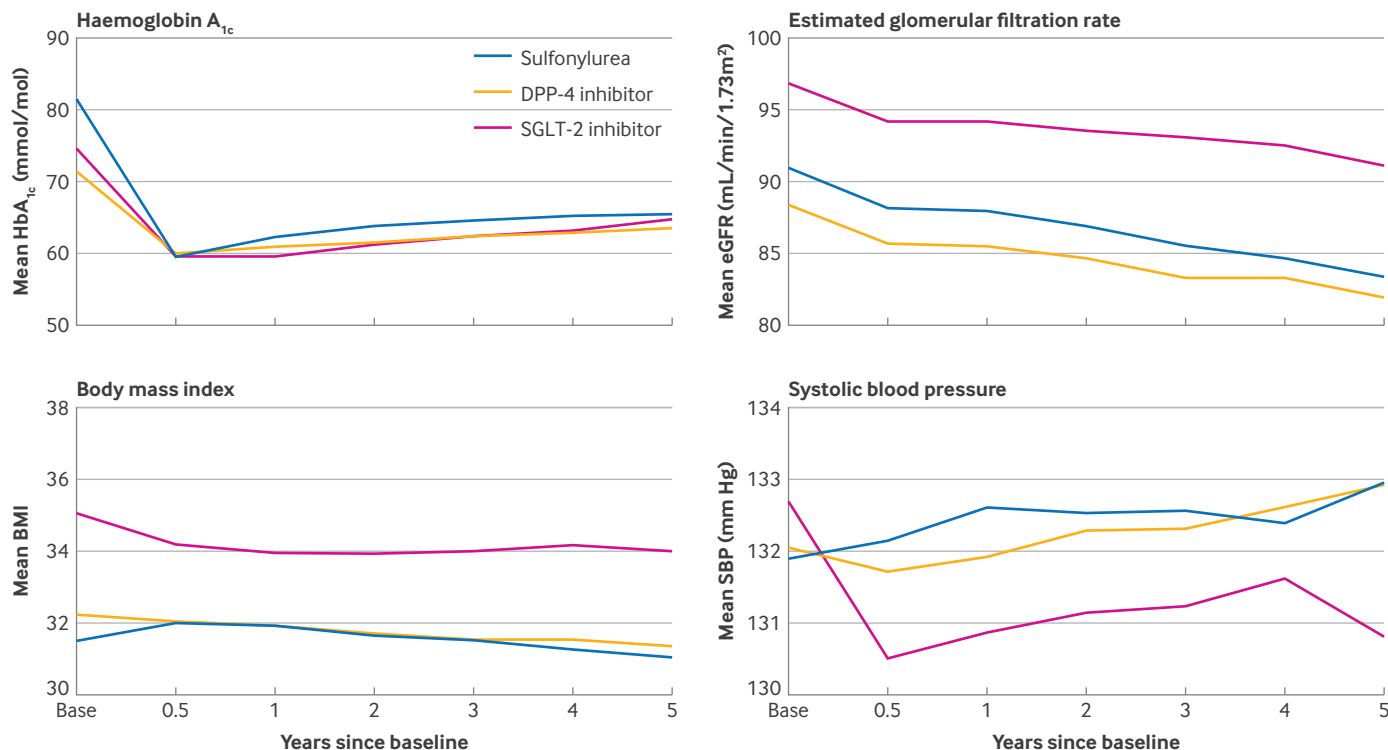 Haemoglobin A1c
Mean HbA1c (mmol/mol)
90
80
70
60
50
Sulfonylurea
DPP-4 inhibitor
SGLT-2 inhibitor
Estimated glomerular filtration rate
Mean eGFR (mL/min/1.73m²)
100
95
90
85
80
Body mass index
Mean BMI
38
36
34
32
30
Base 0.5 1 2 3 4 5
Years since baseline
Systolic blood pressure
Mean SBP (mm Hg)
134
133
132
131
130
Base 0.5 1 2 3 4 5
Years since baseline